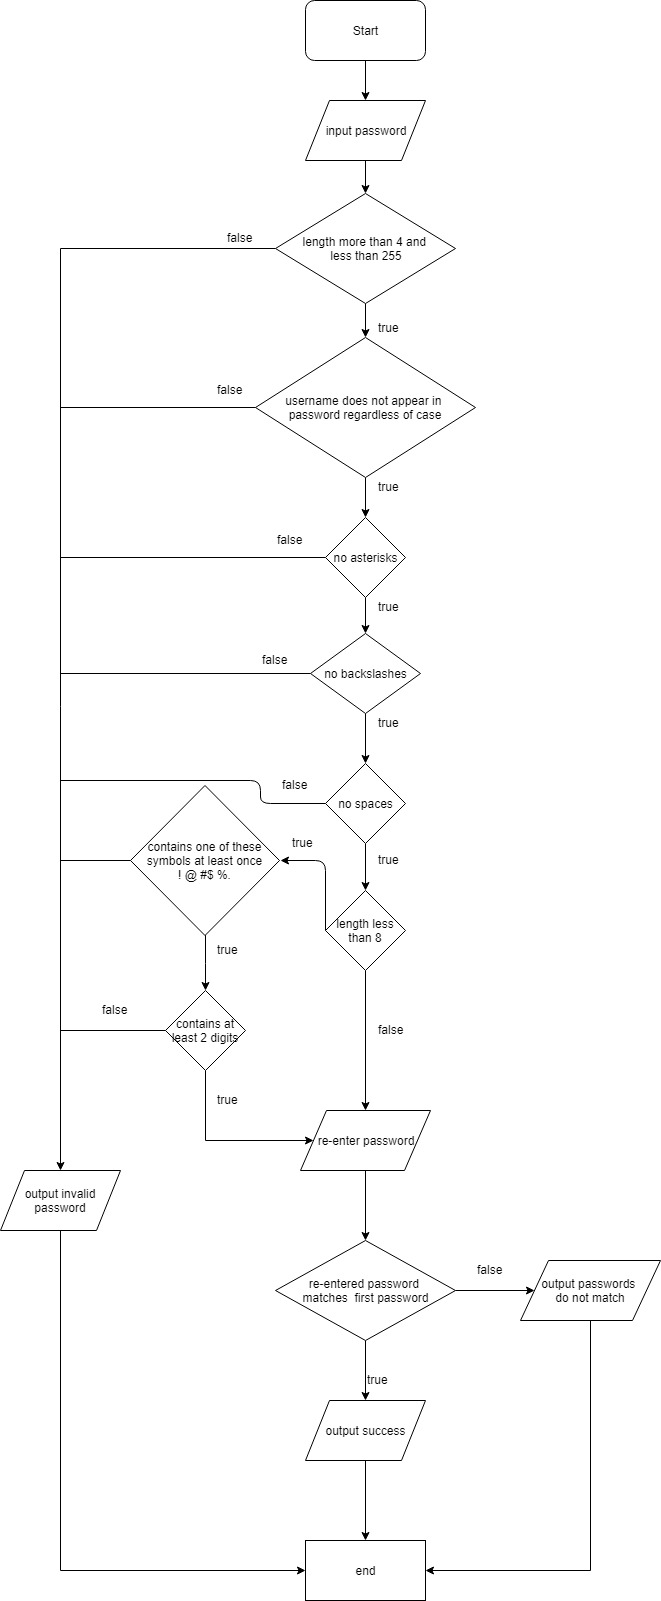 Start
input password
length more than 4 and
less than 255
false
true
username does not appear in
password regardless of case
false
true
no asterisks
false
true
no backslashes
false
true
no spaces
false
true
length less
than 8
true
false
contains one of these
symbols at least once
! @ #$ %.
true
contains at
least 2 digits
false
true
re-enter password
output invalid
password
re-entered password
matches first password
false
output passwords
do not match
true
output success
end